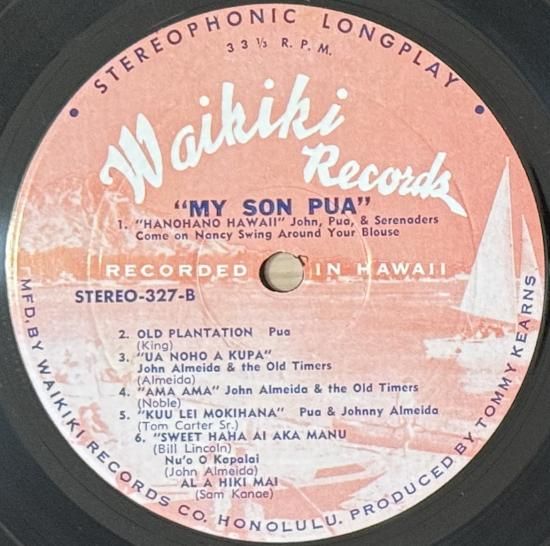 • STEREOPHONIC LONGPLAY •
33 ⅓ R.P.M.
Waikiki
Records
"MY SON PUA"
1. "HANOHANO HAWAII" John, Pua, & Serenaders
Come on Nancy Swing Around Your Blouse
RECORDED IN HAWAII
STEREO-327-B
2. OLD PLANTATION Pua
(King)
3. "UA NOHO A KUPA"
John Almeida & the Old Timers
(Almeida)
4. "AMA AMA" John Almeida & the Old Timers
(Noble)
5. "KUU LEI MOKIHANA" Pua & Johnny Almeida
(Tom Carter Sr.)
6. "SWEET HAHA AI AKA MANU
(Bill Lincoln)
Nu'o O Kapalai
(John Almeida)
AL A HIKI MAI
(Sam Kanae)
MFD. BY WAIKIKI RECORDS CO. HONOLULU. PRODUCED BY TOMMY KEARNS